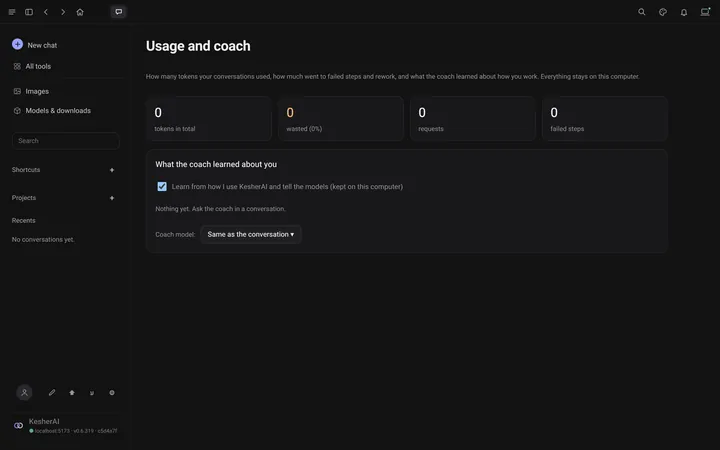 New chat
All tools
Images
Models & downloads
Search
Shortcuts +
Projects +
Recents
No conversations yet.
KesherAI
localhost:5173 · v0.6.319 · c5d4a7f
Usage and coach
How many tokens your conversations used, how much went to failed steps and rework, and what the coach learned about how you work. Everything stays on this computer.
0
tokens in total
0
wasted (0%)
0
requests
0
failed steps
What the coach learned about you
Learn from how I use KesherAI and tell the models (kept on this computer)
Nothing yet. Ask the coach in a conversation.
Coach model: Same as the conversation ▾